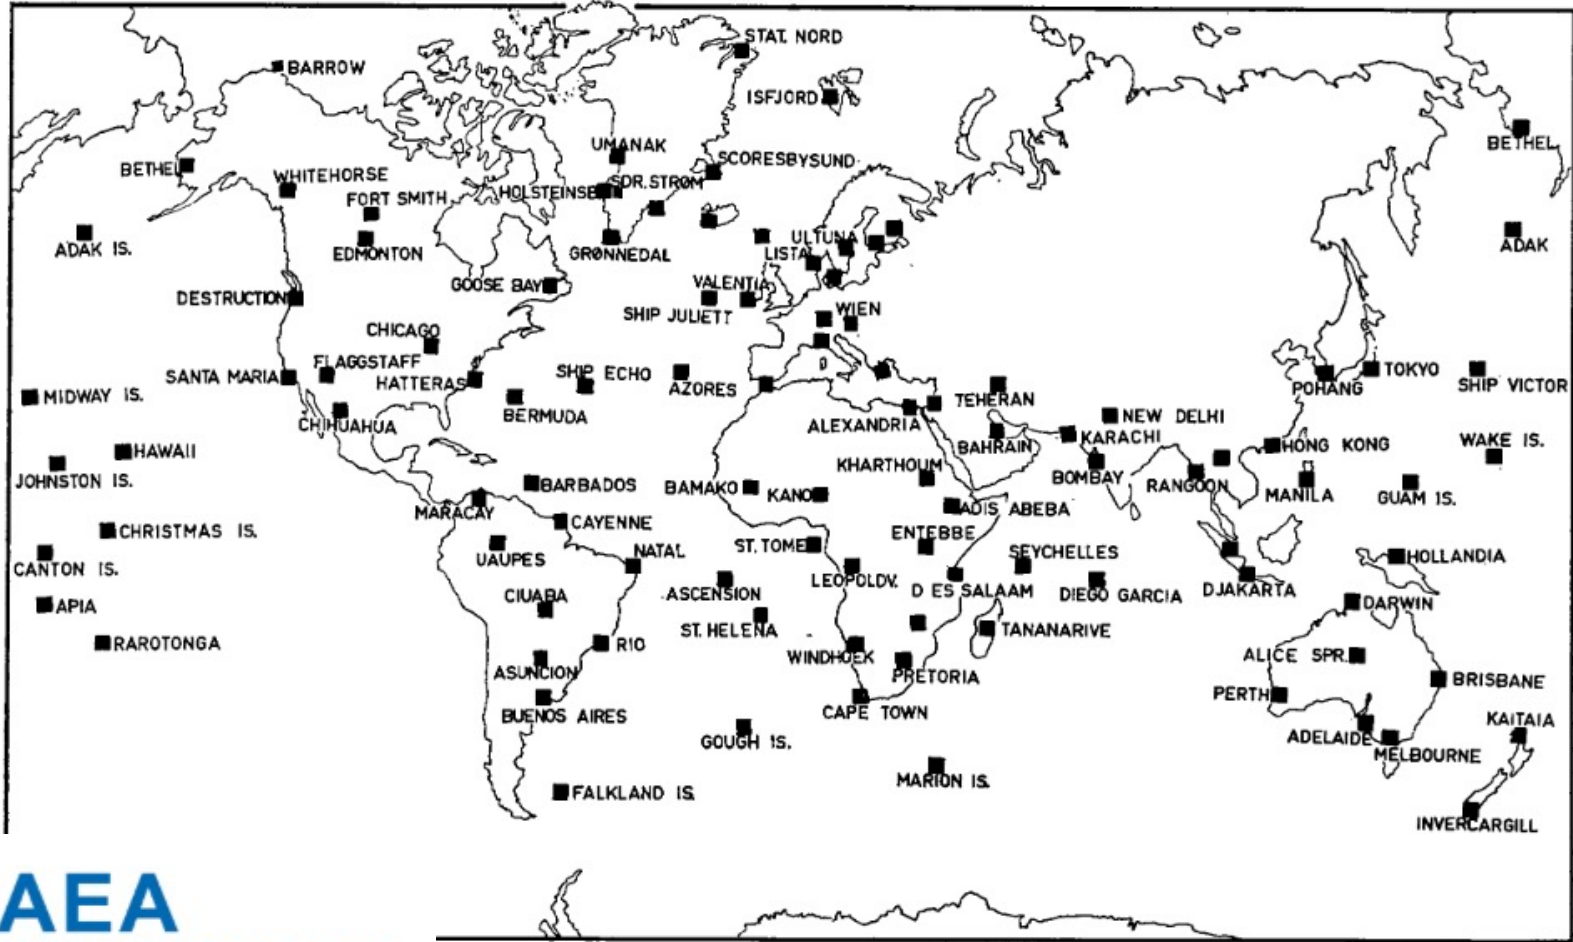 STAT. NORD
BARROW
ISFJORD
BETHEL
UMANAK
SCORESBYSUND
BETHEL
WHITEHORSE
SDR.STRØM
HOLSTEINSB
FORT SMITH
ADAK IS.
EDMONTON
GRØNNEDAL
ULTUNA
LISTA
ADAK
GOOSE BAY
VALENTIA
DESTRUCTION
SHIP JULIETT
WIEN
CHICAGO
FLAGGSTAFF
SANTA MARIA
HATTERAS
SHIP ECHO
AZORES
TEHERAN
POHANG
TOKYO
SHIP VICTOR
MIDWAY IS.
BERMUDA
CHIHUAHUA
ALEXANDRIA
NEW DELHI
BAHRAIN
KARACHI
HONG KONG
WAKE IS.
HAWAII
JOHNSTON IS.
KHARTHOUM
BOMBAY
RANGOON
MANILA
GUAM IS.
BARBADOS
BAMAKO
KANO
MARACAY
CAYENNE
ADIS ABEBA
CHRISTMAS IS.
ENTEBBE
UAUPES
NATAL
ST.TOME
SEYCHELLES
HOLLANDIA
CANTON IS.
LEOPOLDV.
CIUABA
ASCENSION
D ES SALAAM
DIEGO GARCIA
DJAKARTA
APIA
DARWIN
ST.HELENA
TANANARIVE
RAROTONGA
RIO
WINDHOEK
ALICE SPR.
ASUNCION
PRETORIA
PERTH
BRISBANE
BUENOS AIRES
CAPE TOWN
KAITAIA
GOUGH IS.
ADELAIDE
MELBOURNE
MARION IS.
FALKLAND IS.
INVERCARGILL
AEA